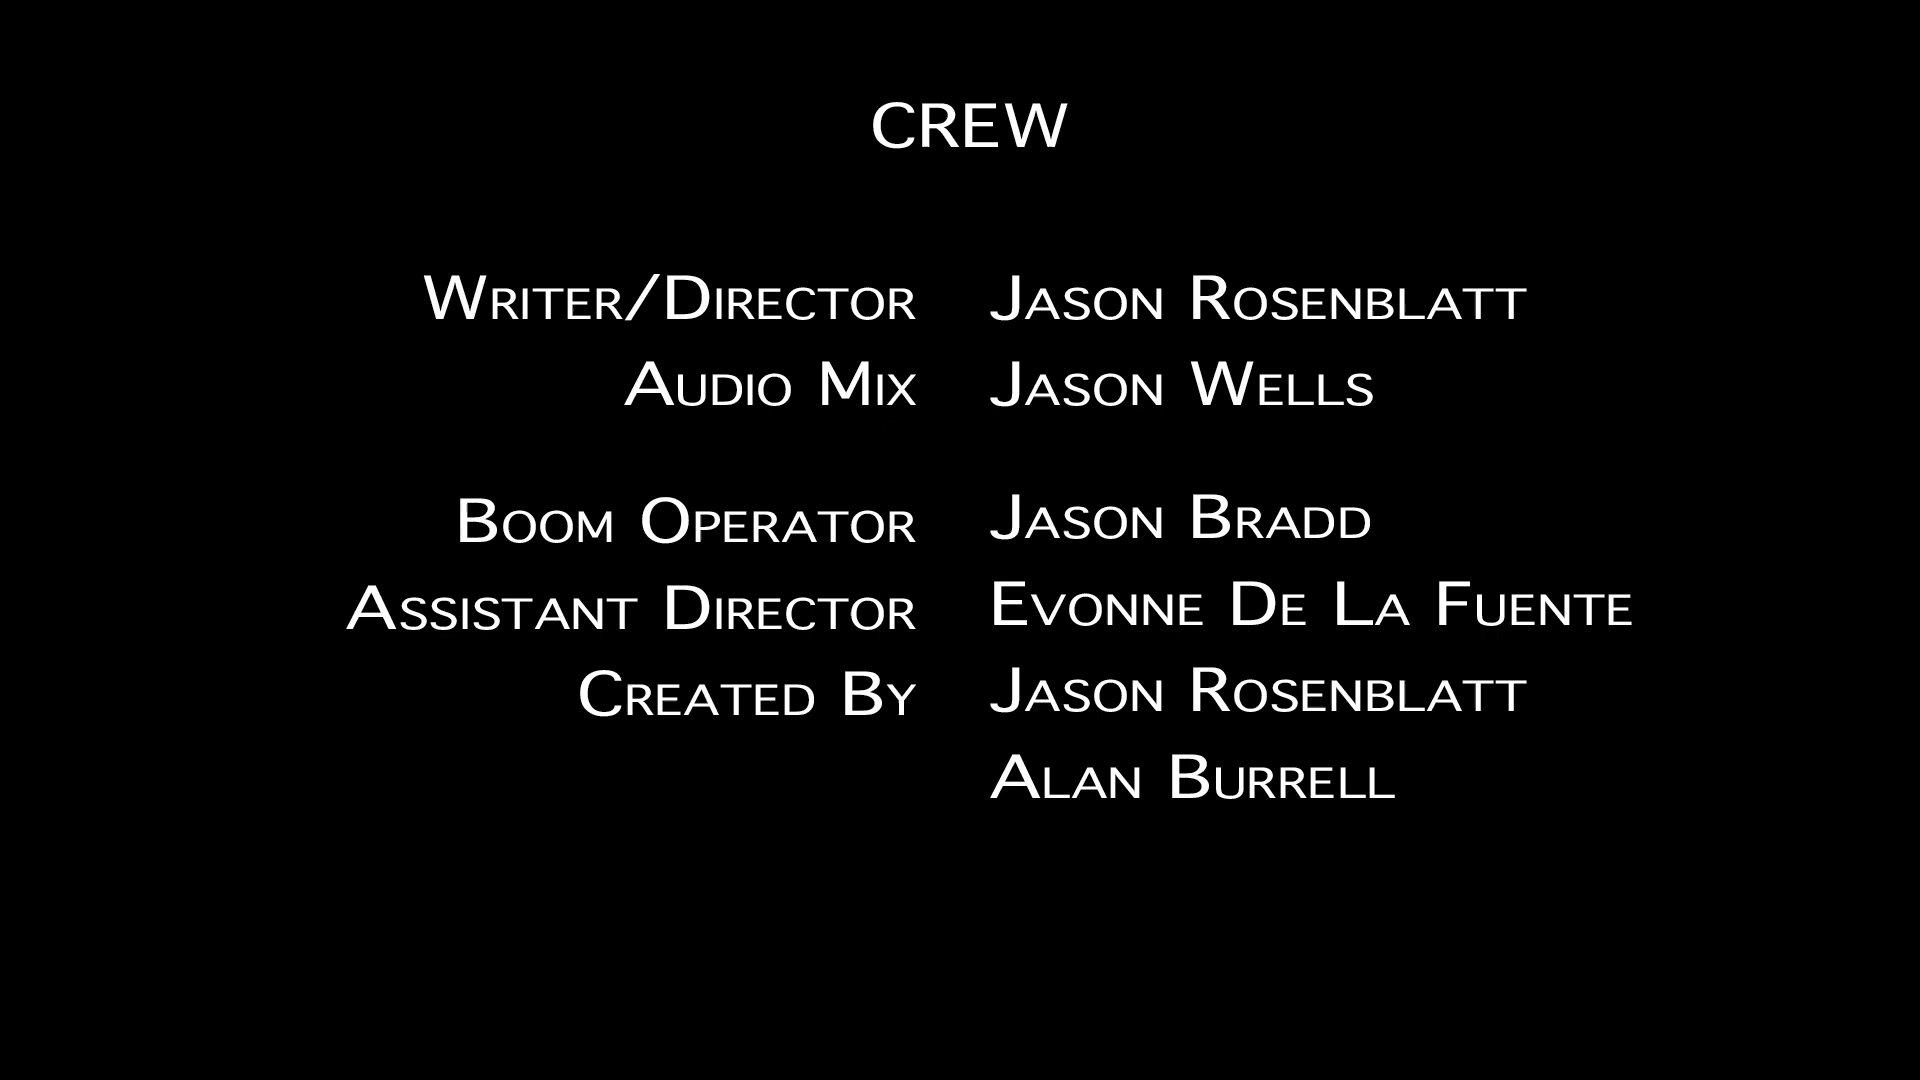 CREW
Writer/Director Jason Rosenblatt
Audio Mix Jason Wells
Boom Operator Jason Bradd
Assistant Director Evonne De La Fuente
Created By Jason Rosenblatt
Alan Burrell